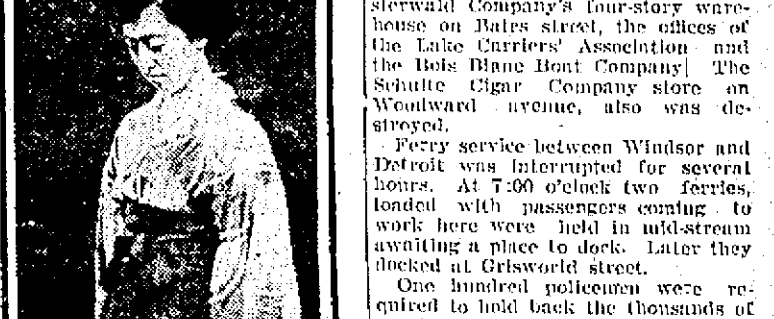 sterwald Company's four-story ware-
house on Bates street, the offices of
the Lake Carriers' Association and
the Bois Blanc Boat Company| The
Schulte Cigar Company store on
Woodward avenue, also was de-
stroyed.
Ferry service between Windsor and
Detroit was interrupted for several
hours. At 7:00 o'clock two ferries,
loaded with passengers coming to
work here were held in mid-stream
awaiting a place to dock. Later they
docked at Grisworld street.
One hundred policemen were re-
quired to hold back the thousands of